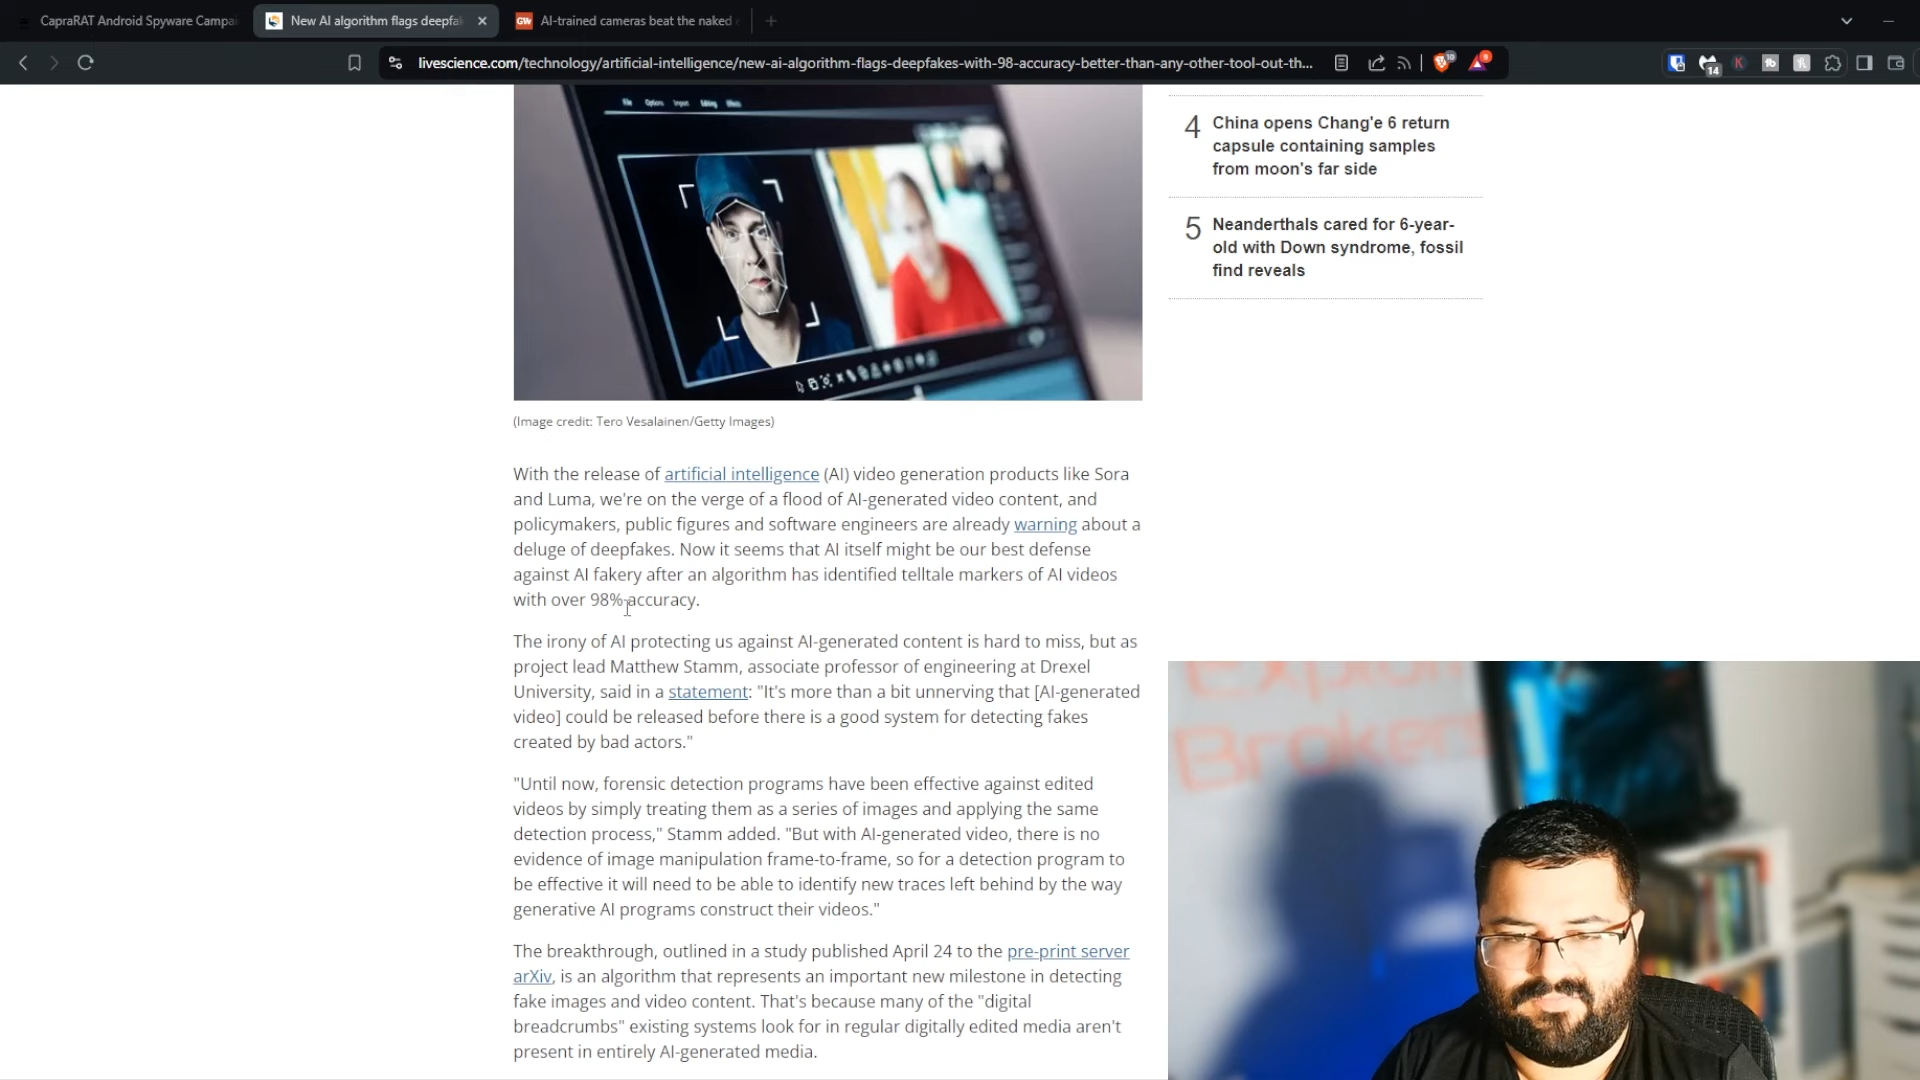 CapraRAT Android Spyware Campai
New AI algorithm flags deepfak
GW
AI-trained cameras beat the naked
livescience.com/technology/artificial-intelligence/new-ai-algorithm-flags-deepfakes-with-98-accuracy-better-than-any-other-tool-out-th...
14
File Options Import Editing Effects
4 China opens Chang'e 6 return
capsule containing samples
from moon's far side
5 Neanderthals cared for 6-year-
old with Down syndrome, fossil
find reveals
(Image credit: Tero Vesalainen/Getty Images)
With the release of artificial intelligence (AI) video generation products like Sora
and Luma, we're on the verge of a flood of AI-generated video content, and
policymakers, public figures and software engineers are already warning about a
deluge of deepfakes. Now it seems that AI itself might be our best defense
against AI fakery after an algorithm has identified telltale markers of AI videos
with over 98% accuracy.
The irony of AI protecting us against AI-generated content is hard to miss, but as
project lead Matthew Stamm, associate professor of engineering at Drexel
University, said in a statement: "It's more than a bit unnerving that [AI-generated
video] could be released before there is a good system for detecting fakes
created by bad actors."
"Until now, forensic detection programs have been effective against edited
videos by simply treating them as a series of images and applying the same
detection process," Stamm added. "But with AI-generated video, there is no
evidence of image manipulation frame-to-frame, so for a detection program to
be effective it will need to be able to identify new traces left behind by the way
generative AI programs construct their videos."
The breakthrough, outlined in a study published April 24 to the pre-print server
arXiv, is an algorithm that represents an important new milestone in detecting
fake images and video content. That's because many of the "digital
breadcrumbs" existing systems look for in regular digitally edited media aren't
present in entirely AI-generated media.
Brokers